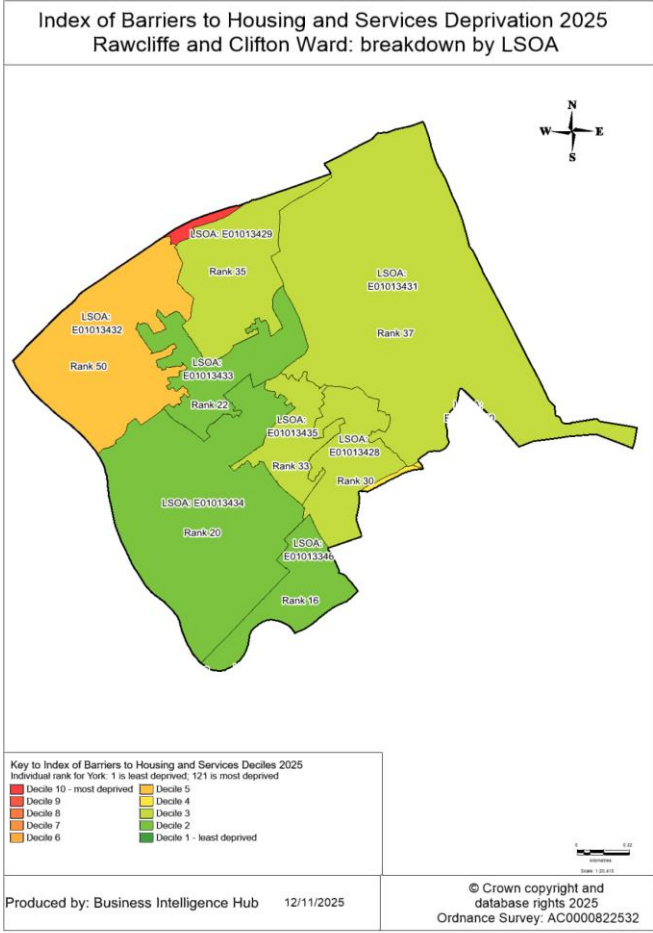 Index of Barriers to Housing and Services Deprivation 2025
Rawcliffe and Clifton Ward: breakdown by LSOA
N
W E
S
LSOA: E01013429
Rank 35
LSOA:
E01013431
Rank 37
LSOA:
E01013432
Rank 50
LSOA:
E01013433
Rank 22
LSOA:
E01013435
Rank 33
LSOA:
E01013428
Rank 30
LSOA: E01013434
Rank 20
LSOA:
E01013346
Rank 16
Key to Index of Barriers to Housing and Services Deciles 2025
Individual rank for York: 1 is least deprived; 121 is most deprived
Decile 10 - most deprived
Decile 9
Decile 8
Decile 7
Decile 6
Decile 5
Decile 4
Decile 3
Decile 2
Decile 1 - least deprived
kilometres
Produced by: Business Intelligence Hub 12/11/2025
© Crown copyright and
database rights 2025
Ordnance Survey: AC0000822532